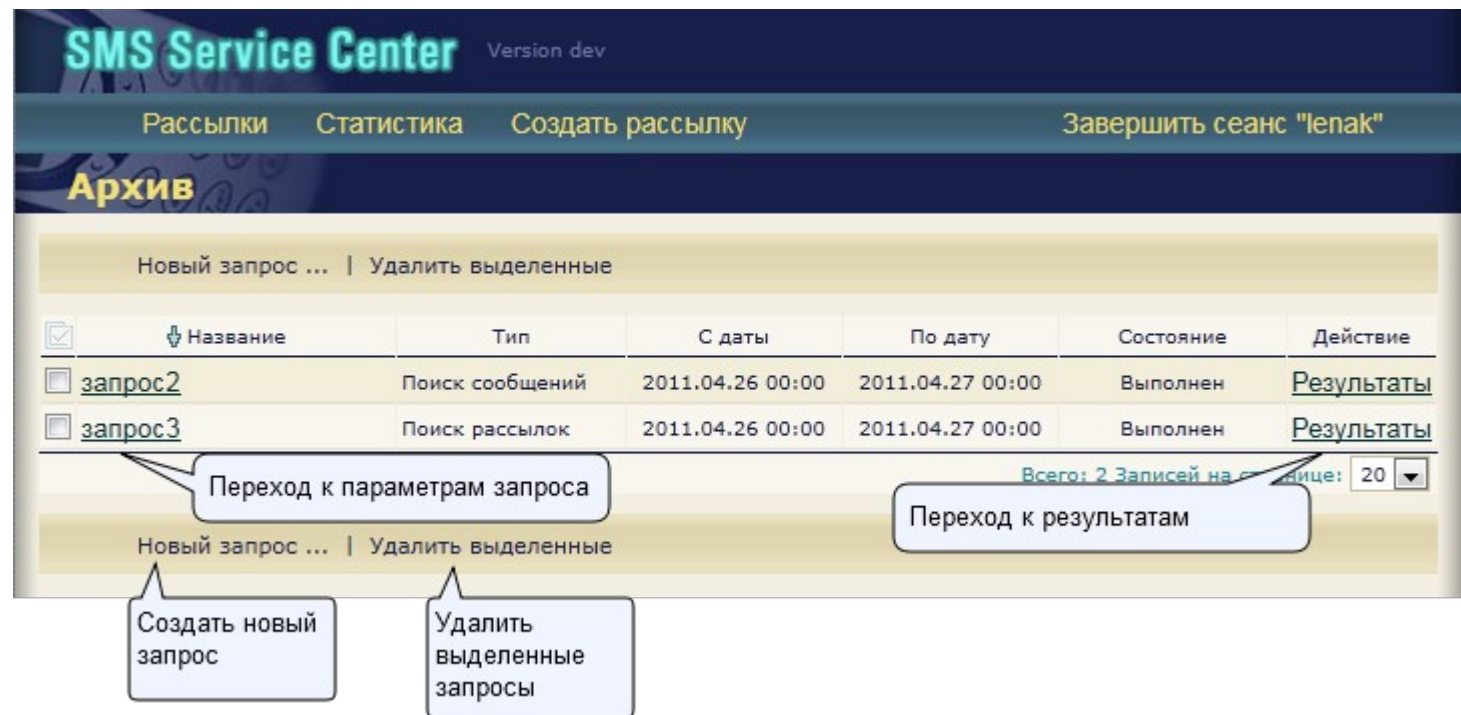 SMS Service Center Version dev
Рассылки Статистика Создать рассылку Завершить сеанс "lenak"
Архив
Новый запрос ... | Удалить выделенные
Название Тип С даты По дату Состояние Действие
запрос2 Поиск сообщений 2011.04.26 00:00 2011.04.27 00:00 Выполнен Результаты
запрос3 Поиск рассылок 2011.04.26 00:00 2011.04.27 00:00 Выполнен Результаты
Всего: 2 Записей на 20
Переход к параметрам запроса
Переход к результатам
Новый запрос ... | Удалить выделенные
Создать новый
запрос
Удалить
выделенные
запросы